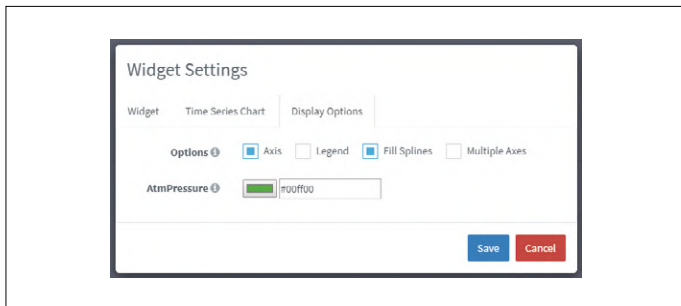 Widget Settings
Widget Time Series Chart Display Options
Options Axis Legend Fill Splines Multiple Axes
AtmPressure #00ff00
Save Cancel